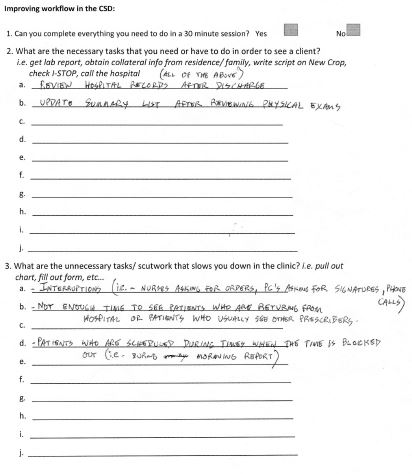 Improving workflow in the CSD:
1. Can you complete everything you need to do in a 30 minute session? Yes No
2. What are the necessary tasks that you need or have to do in order to see a client?
i.e. get lab report, obtain collateral info from residence/ family, write script on New Crop,
check I-STOP, call the hospital (ALL OF THE ABOVE)
a. REVIEW HOSPITAL RECORDS AFTER DISCHARGE
b. UPDATE SUMMARY LIST AFTER REVIEWING PHYSICAL EXAMS
c.
d.
e.
f.
g.
h.
i.
j.
3. What are the unnecessary tasks/ scutwork that slows you down in the clinic? i.e. pull out
chart, fill out form, etc...
a. - INTERRUPTIONS (i.e. - NURSES ASKING FOR ORDERS, PC's ASKING FOR SIGNATURES, PHONE
CALLS)
b. - NOT ENOUGH TIME TO SEE PATIENTS WHO ARE RETURNING FROM
HOSPITAL OR PATIENTS WHO USUALLY SEE OTHER PRESCRIBERS.
c.
d. - PATIENTS WHO ARE SCHEDULED DURING TIMES WHEN THE TIME IS BLOCKED
OUT (i.e. - DURING MORNING REPORT)
e.
f.
g.
h.
i.
j.